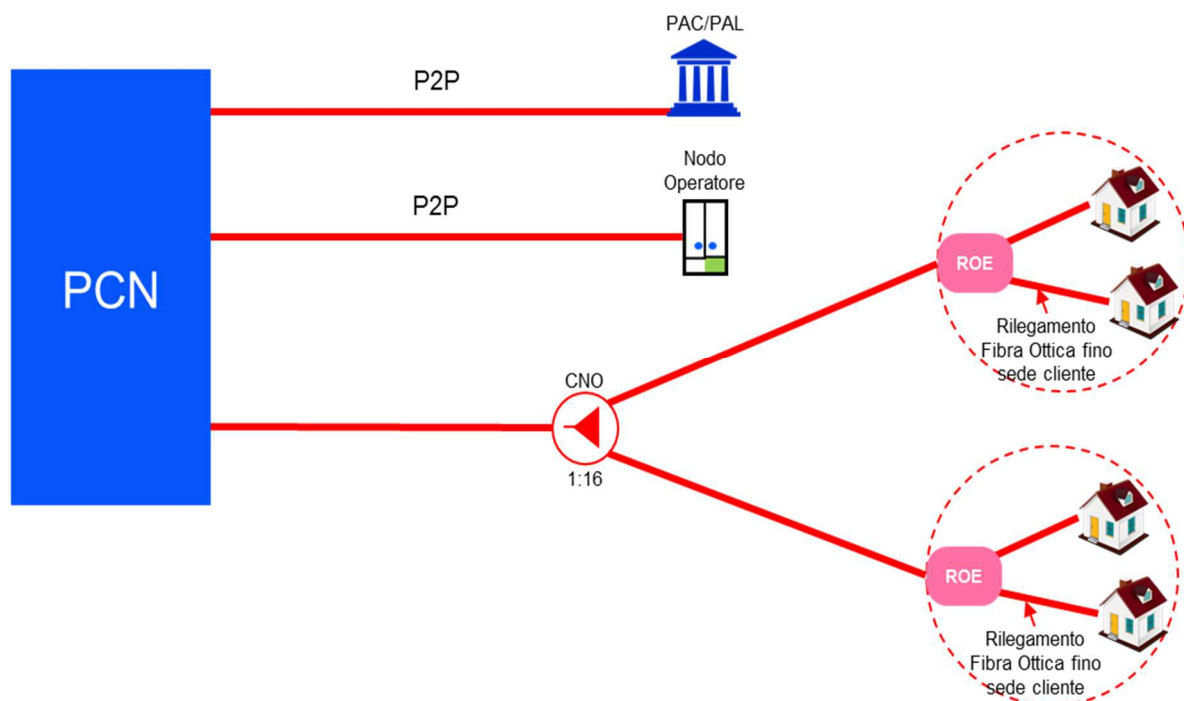 PAC/PAL
P2P
Nodo
Operatore
P2P
PCN
CNO
1:16
ROE
Rilegamento
Fibra Ottica fino
sede cliente
ROE
Rilegamento
Fibra Ottica fino
sede cliente